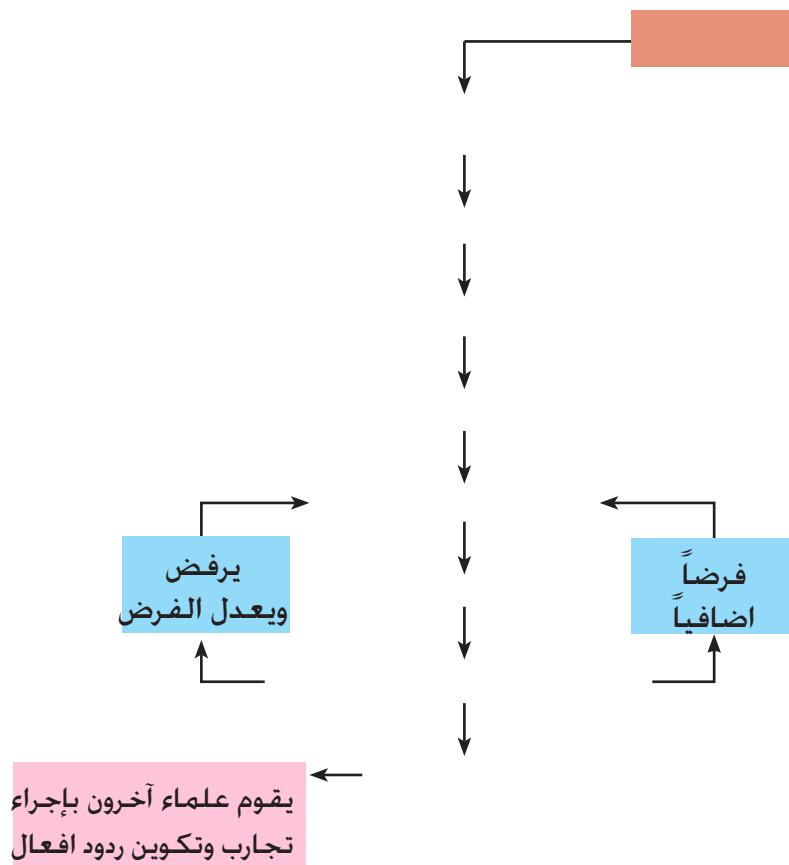 فرضاً
اضافياً
يرفض
ويعدل الفرض
يقوم علماء آخرون بإجراء
تجارب وتكوين ردود افعال